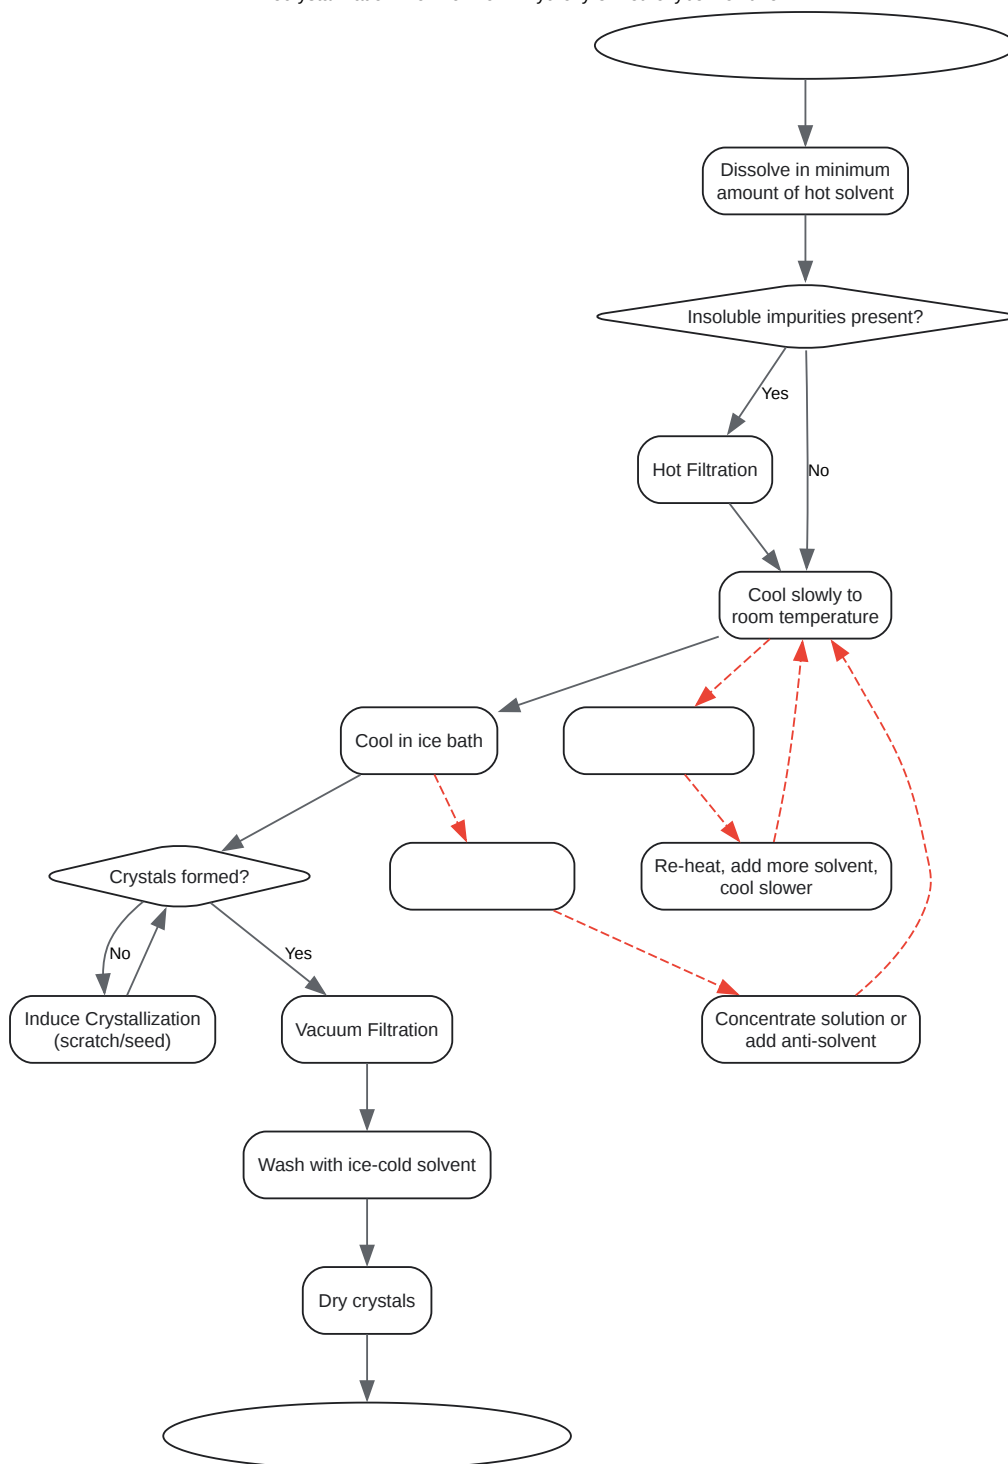 Dissolve in minimum
amount of hot solvent
Insoluble impurities present?
Yes
Hot Filtration
No
Cool slowly to
room temperature
Cool in ice bath
Re-heat, add more solvent,
cool slower
Crystals formed?
No
Yes
Induce Crystallization
(scratch/seed)
Vacuum Filtration
Concentrate solution or
add anti-solvent
Wash with ice-cold solvent
Dry crystals